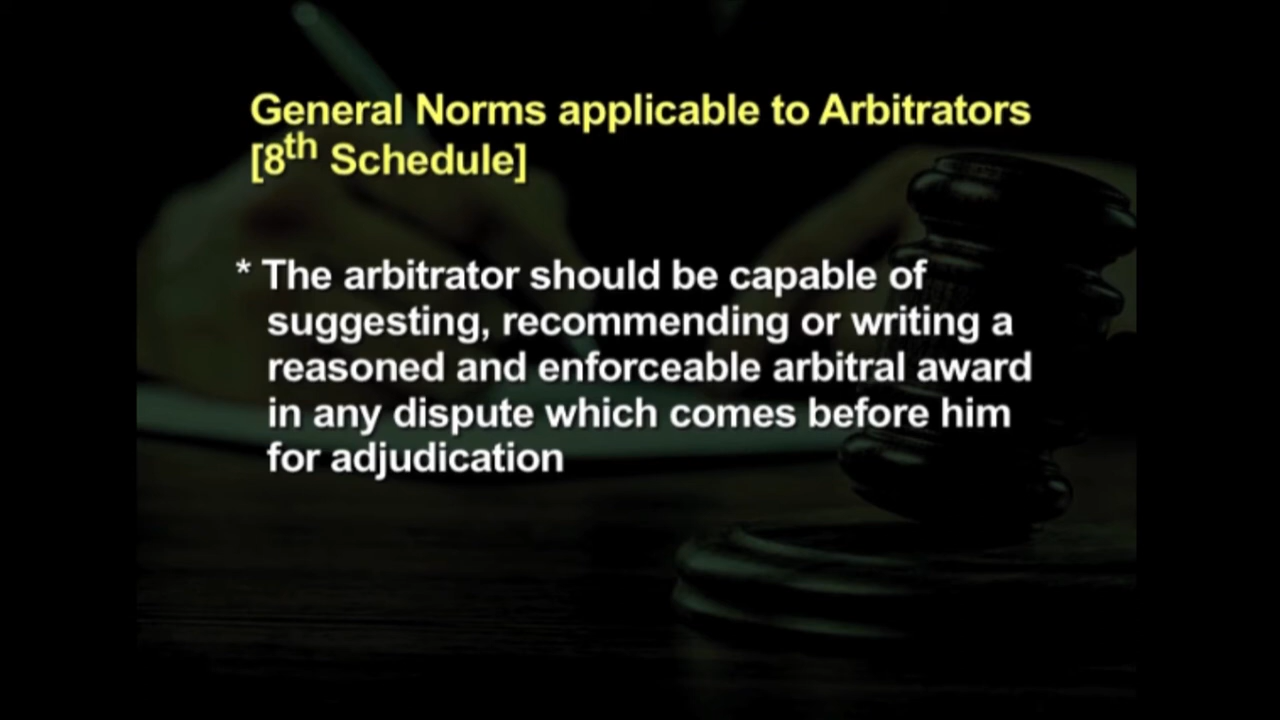 General Norms applicable to Arbitrators
[8th Schedule]
* The arbitrator should be capable of
suggesting, recommending or writing a
reasoned and enforceable arbitral award
in any dispute which comes before him
for adjudication